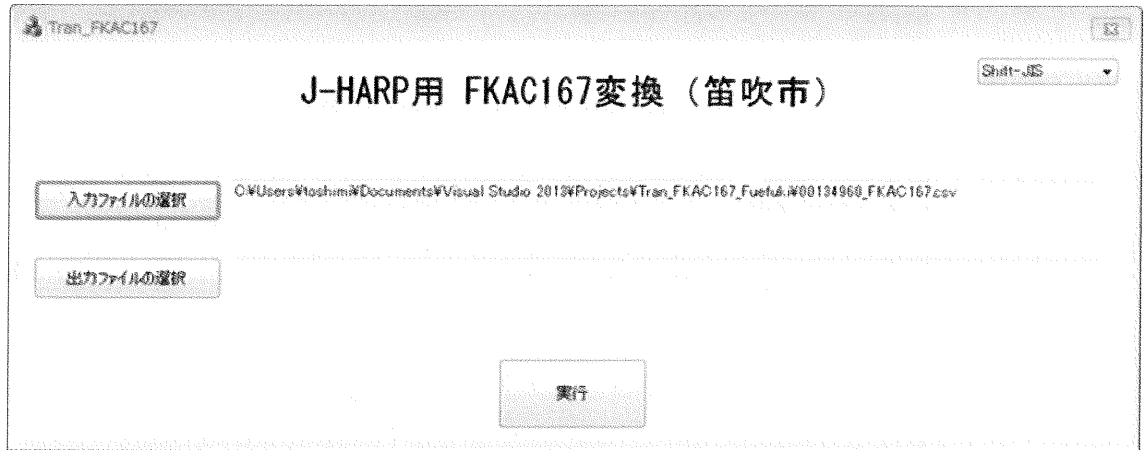 Tran_FKAC167
J-HARP用 FKAC167変換（笛吹市）
Shift-JIS
入力ファイルの選択
C:¥Users¥toshimi¥Documents¥Visual Studio 2013¥Projects¥Tran_FKAC167_Fuefuki¥00134960_FKAC167.csv
出力ファイルの選択
実行